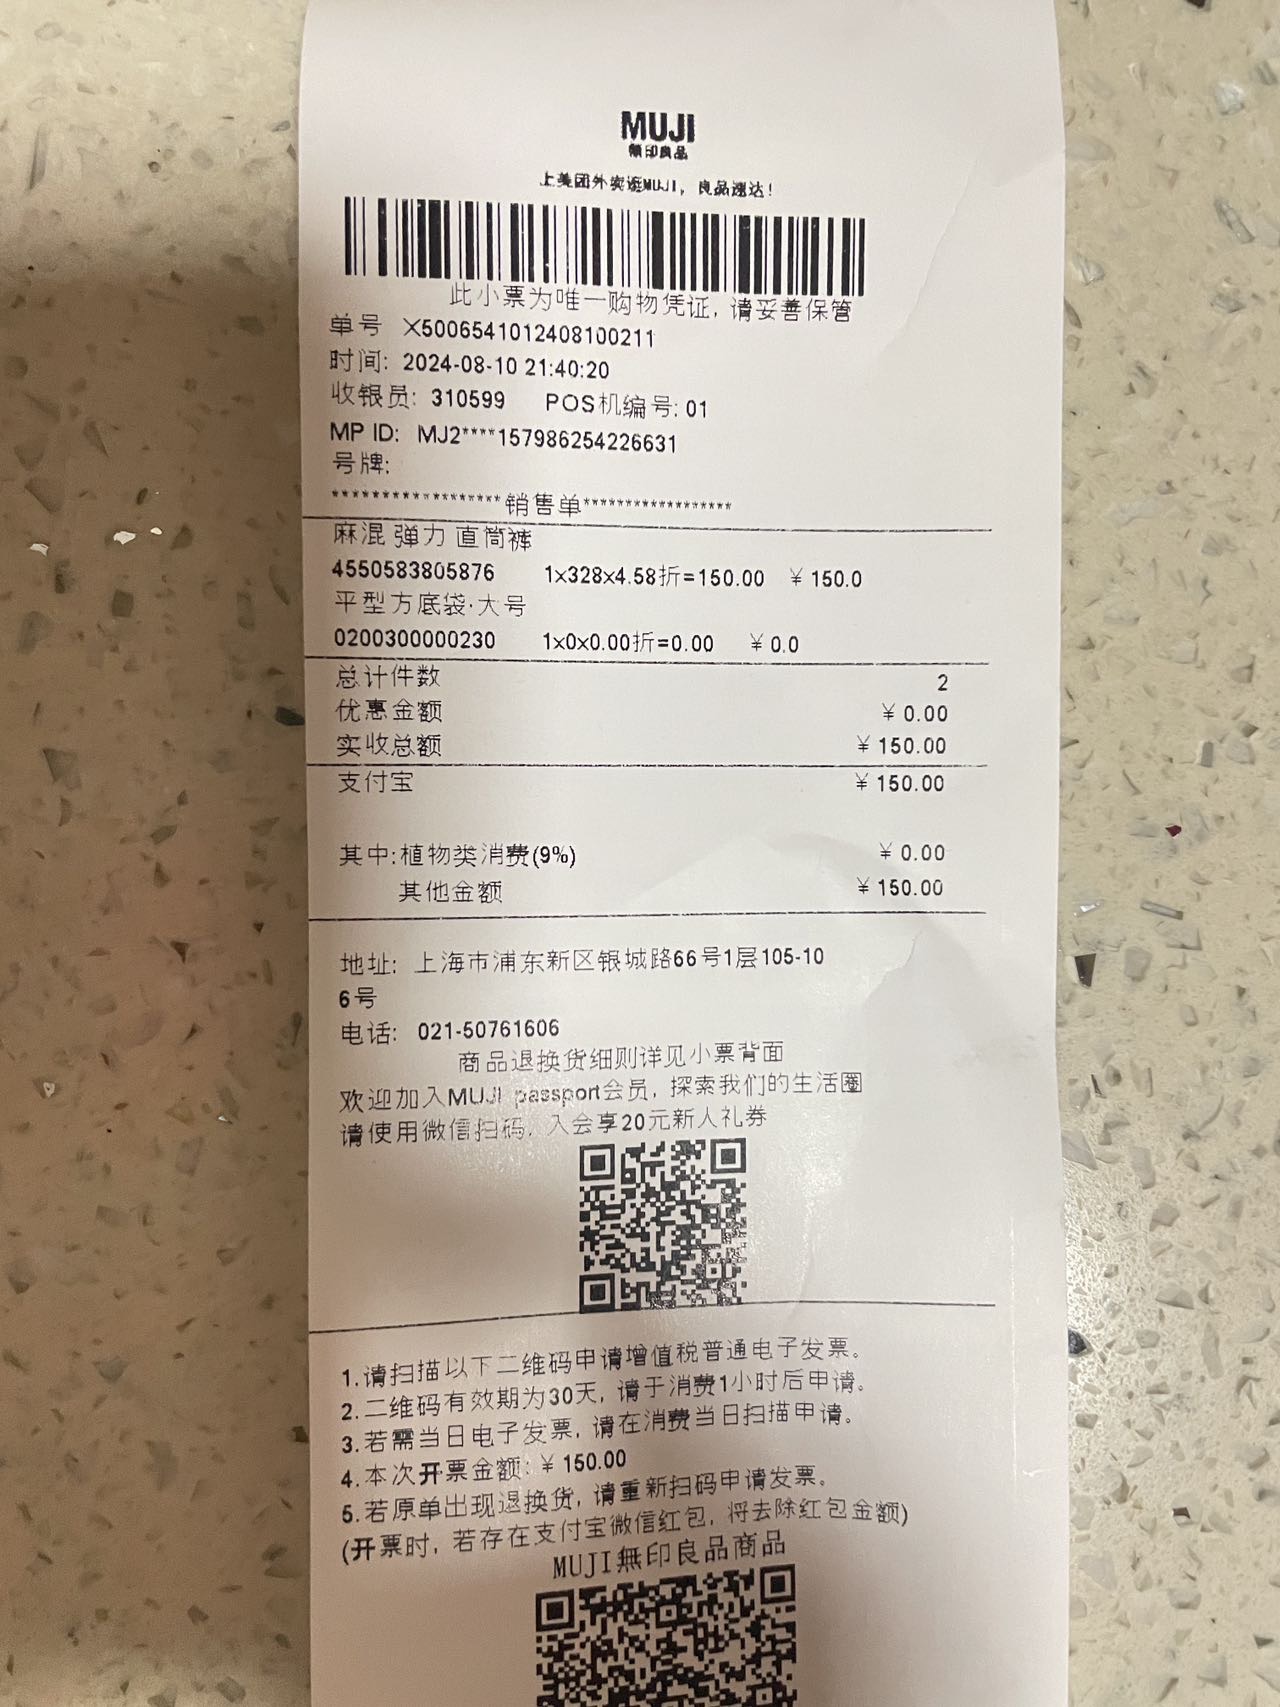 MUJI
無印良品
上美团外卖逛MUJI，良品速达！
此小票为唯一购物凭证, 请妥善保管
单号 X5006541012408100211
时间: 2024-08-10 21:40:20
收银员: 310599 POS机编号: 01
MP ID: MJ2****157986254226631
号牌:
******************销售单*****************
麻混 弹力 直筒裤
4550583805876 1x328x4.58折=150.00 ￥150.0
平型方底袋·大号
0200300000230 1x0x0.00折=0.00 ￥0.0
总计件数 2
优惠金额 ￥0.00
实收总额 ￥150.00
支付宝 ￥150.00
其中:植物类消费(9%) ￥0.00
其他金额 ￥150.00
地址: 上海市浦东新区银城路66号1层105-10
6号
电话: 021-50761606
商品退换货细则详见小票背面
欢迎加入MUJI passport会员, 探索我们的生活圈
请使用微信扫码, 入会享20元新人礼券
1.请扫描以下二维码申请增值税普通电子发票。
2.二维码有效期为30天, 请于消费1小时后申请。
3.若需当日电子发票, 请在消费当日扫描申请。
4.本次开票金额:￥150.00
5.若原单出现退换货, 请重新扫码申请发票。
(开票时, 若存在支付宝微信红包, 将去除红包金额)
MUJI無印良品商品